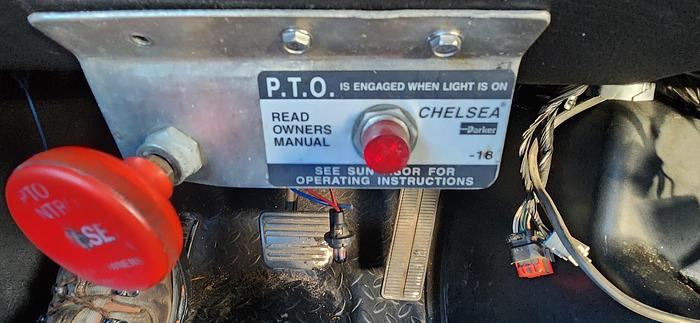 P.T.O. IS ENGAGED WHEN LIGHT IS ON
READ
OWNERS
MANUAL
CHELSEA®
Parker
-16
SEE SUN VISOR FOR
OPERATING INSTRUCTIONS
PTO